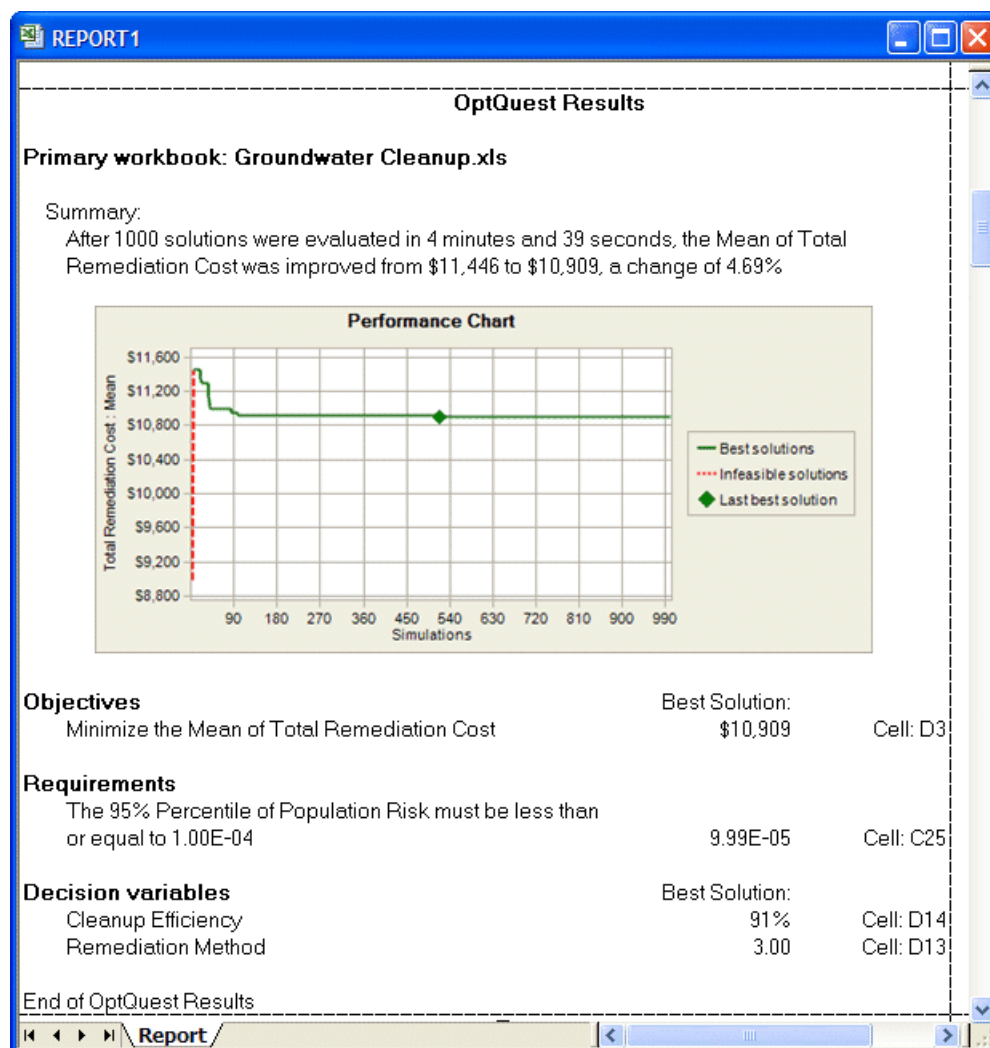 REPORT1
OptQuest Results
Primary workbook: Groundwater Cleanup.xls
Summary:
After 1000 solutions were evaluated in 4 minutes and 39 seconds, the Mean of Total
Remediation Cost was improved from $11,446 to $10,909, a change of 4.69%
Performance Chart
Total Remediation Cost : Mean
$11,600
$11,200
$10,800
$10,400
$10,000
$9,600
$9,200
$8,800
90 180 270 360 450 540 630 720 810 900 990
Simulations
Best solutions
Infeasible solutions
Last best solution
Objectives Best Solution:
Minimize the Mean of Total Remediation Cost $10,909 Cell: D3
Requirements
The 95% Percentile of Population Risk must be less than
or equal to 1.00E-04 9.99E-05 Cell: C25
Decision variables Best Solution:
Cleanup Efficiency 91% Cell: D14
Remediation Method 3.00 Cell: D13
End of OptQuest Results
Report